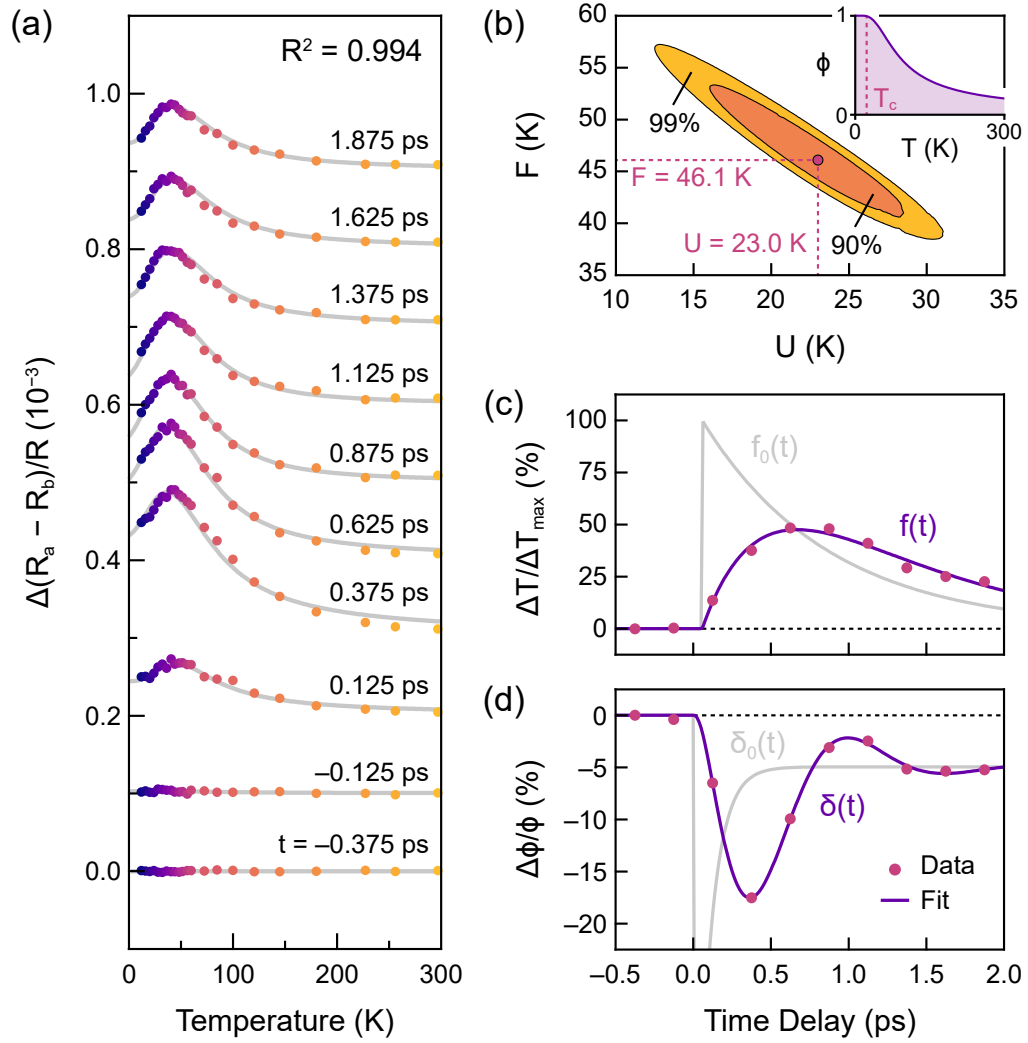 (a)
R² = 0.994
1.875 ps
1.625 ps
1.375 ps
1.125 ps
0.875 ps
0.625 ps
0.375 ps
0.125 ps
−0.125 ps
t = −0.375 ps
1.0
0.8
0.6
0.4
0.2
0.0
Δ(Rₐ − R_b)/R (10⁻³)
0 100 200 300
Temperature (K)
(b)
60
55
50
45
40
35
F (K)
99%
90%
F = 46.1 K
U = 23.0 K
10 15 20 25 30 35
U (K)
1
ϕ
0
T_c
0 300
T (K)
(c)
100
75
50
25
0
ΔT/ΔT_max (%)
f₀(t)
f(t)
(d)
0
−5
−10
−15
−20
Δϕ/ϕ (%)
δ₀(t)
δ(t)
Data
Fit
−0.5 0.0 0.5 1.0 1.5 2.0
Time Delay (ps)